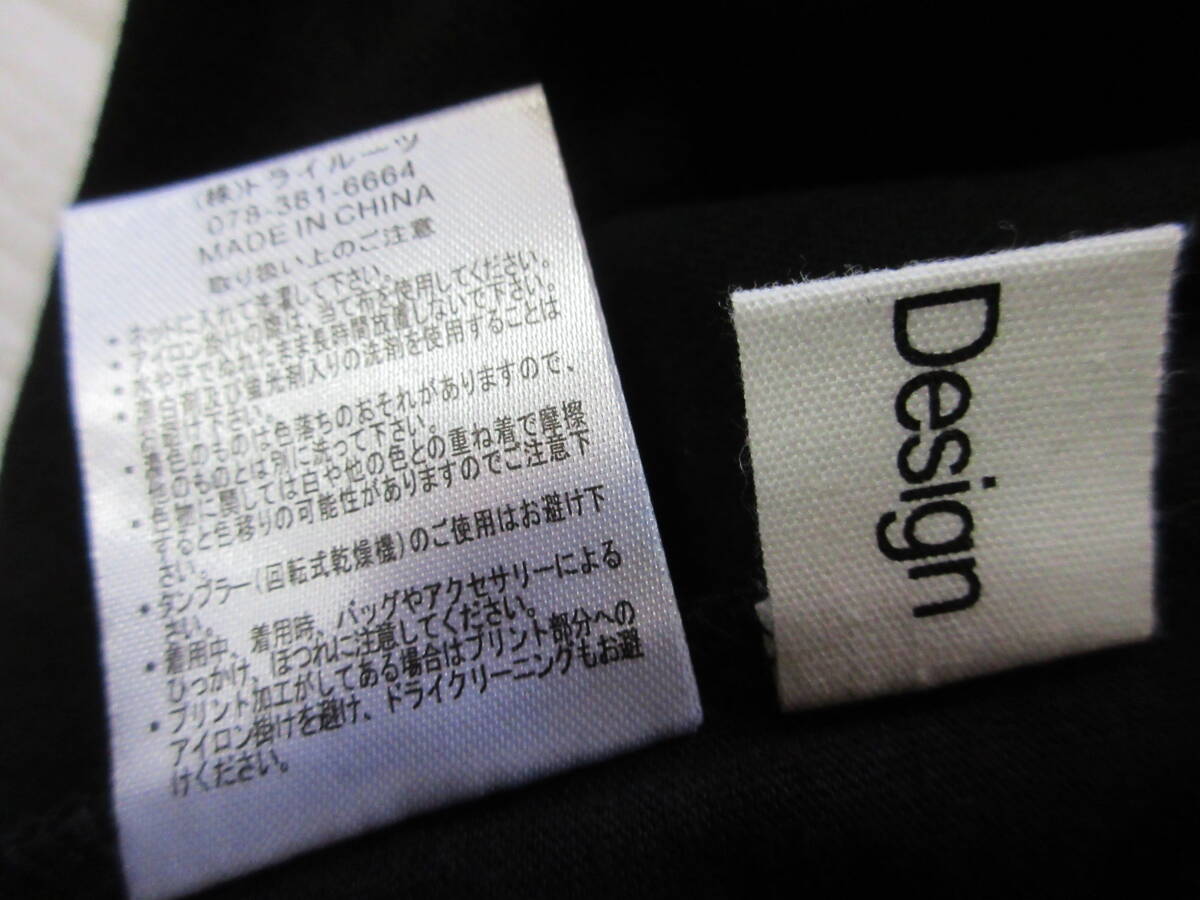 (株)トライルーツ
078-381-6664
MADE IN CHINA
取り扱い上のご注意
・ネットに入れて洗濯して下さい。
・アイロン掛けの際は、当て布を使用してください。
・水や汗でぬれたまま長時間放置しないで下さい。
・漂白剤及び蛍光剤入りの洗剤を使用することは
お避け下さい。
・濃色のものは色落ちのおそれがありますので、
他のものとは別に洗って下さい。
・色物に関しては白や他の色との重ね着で摩擦
すると色移りの可能性がありますのでご注意下
さい。
・タンブラー(回転式乾燥機)のご使用はお避け下
さい。
・着用中、着用時、バッグやアクセサリーによる
ひっかけ、ほつれに注意してください。
・プリント加工がしてある場合はプリント部分への
アイロン掛けを避け、ドライクリーニングもお避
けください。
Design